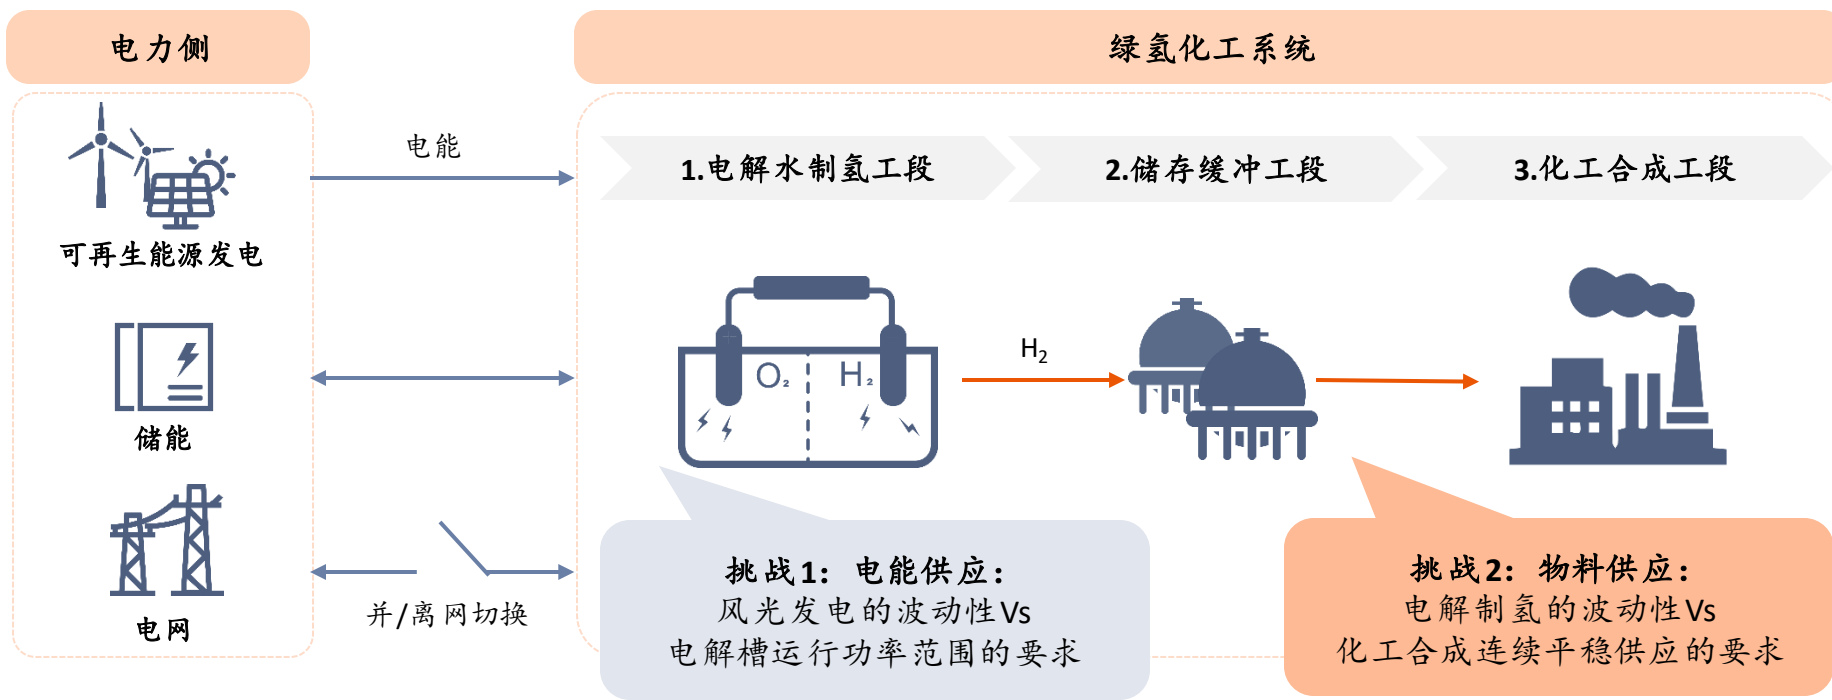 电力侧
绿氢化工系统
电能
1.电解水制氢工段
2.储存缓冲工段
3.化工合成工段
可再生能源发电
O₂
H₂
H₂
储能
电网
并/离网切换
挑战1：电能供应：
风光发电的波动性Vs
电解槽运行功率范围的要求
挑战2：物料供应：
电解制氢的波动性Vs
化工合成连续平稳供应的要求